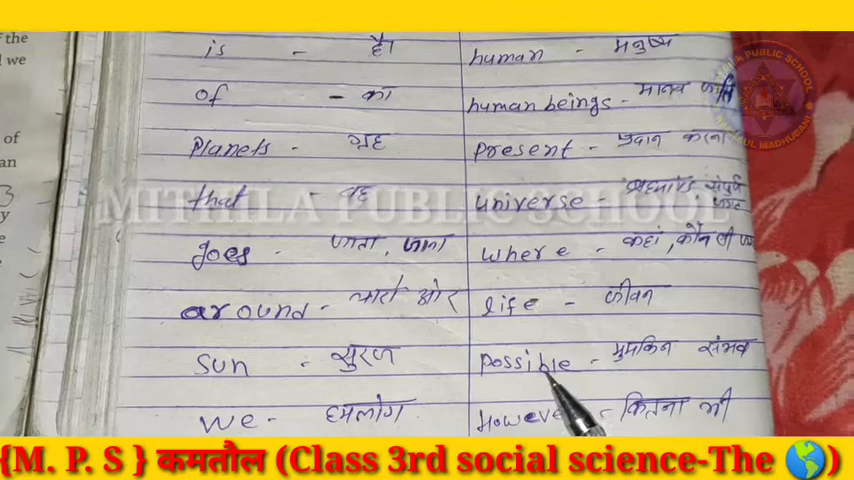 f the
d we
of
an
is - है।
of - का
Planets - ग्रह
that - वह
goes - जाता, जाना
around - चारों ओर
sun - सुरज
we - हमलोग
human - मनुष्य
human beings - मानव जाति
present - प्रदान करना
universe - ब्रह्माण्ड संपूर्ण जगत
where - कहां, कौन सी
life - जीवन
possible - मुमकिन संभव
However - कितना भी
MITHILA PUBLIC SCHOOL
{M. P. S } कमतौल (Class 3rd social science-The 🌎)